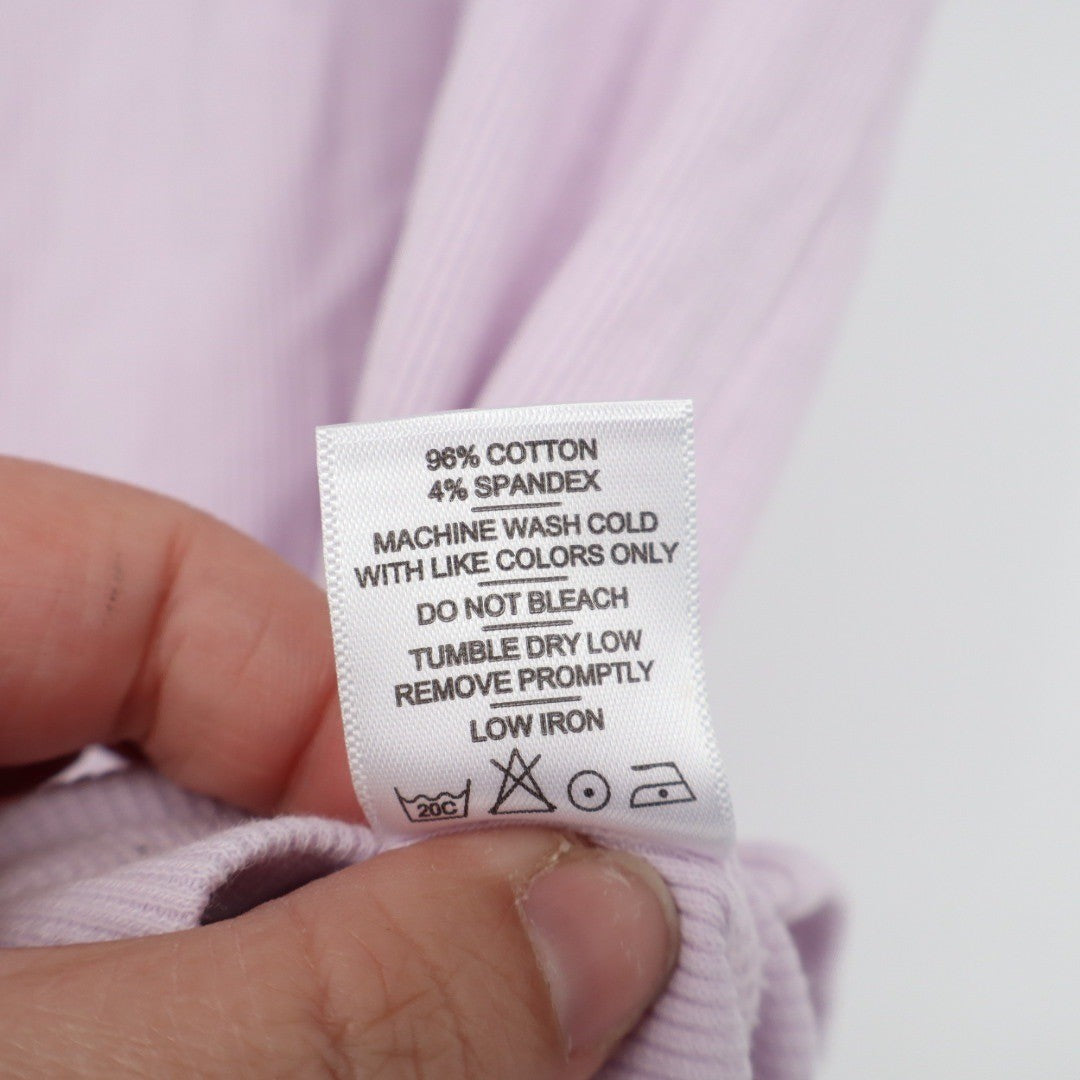 96% COTTON
4% SPANDEX
MACHINE WASH COLD
WITH LIKE COLORS ONLY
DO NOT BLEACH
TUMBLE DRY LOW
REMOVE PROMPTLY
LOW IRON
20C